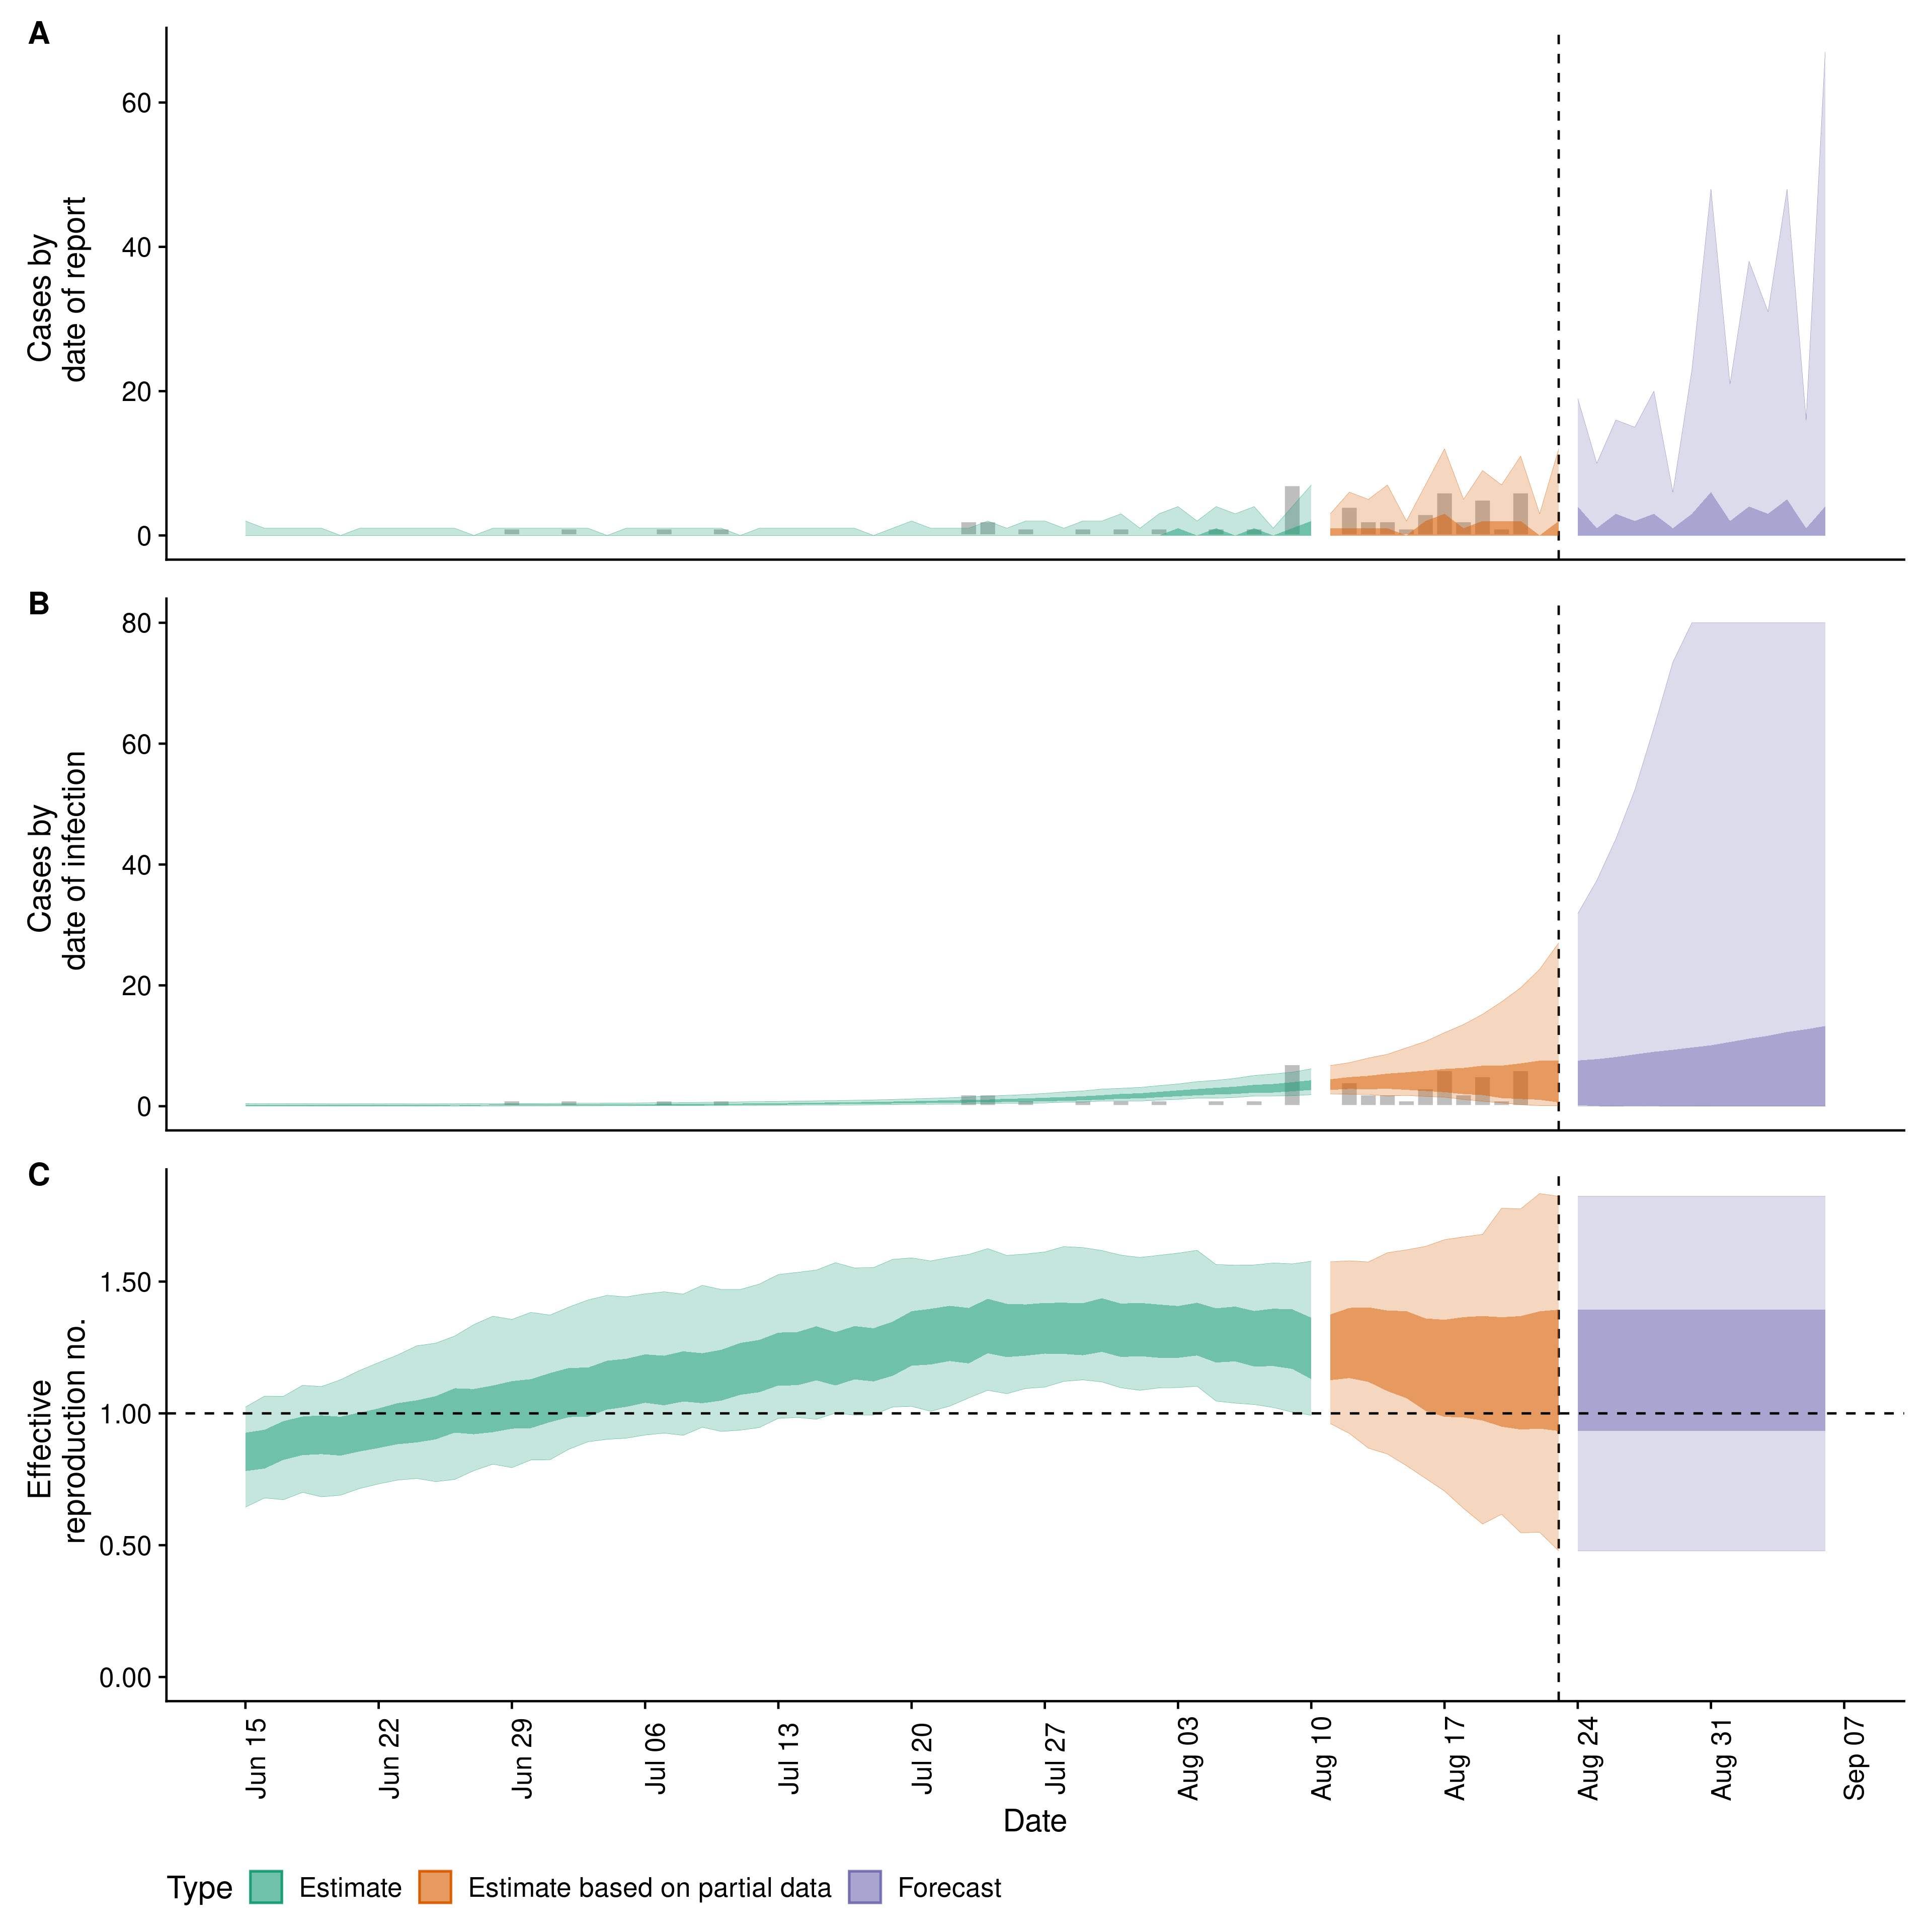 A
Cases by
date of report
60
40
20
0
B
Cases by
date of infection
80
60
40
20
0
C
Effective
reproduction no.
1.50
1.00
0.50
0.00
Jun 15
Jun 22
Jun 29
Jul 06
Jul 13
Jul 20
Jul 27
Aug 03
Aug 10
Aug 17
Aug 24
Aug 31
Sep 07
Date
Type Estimate Estimate based on partial data Forecast